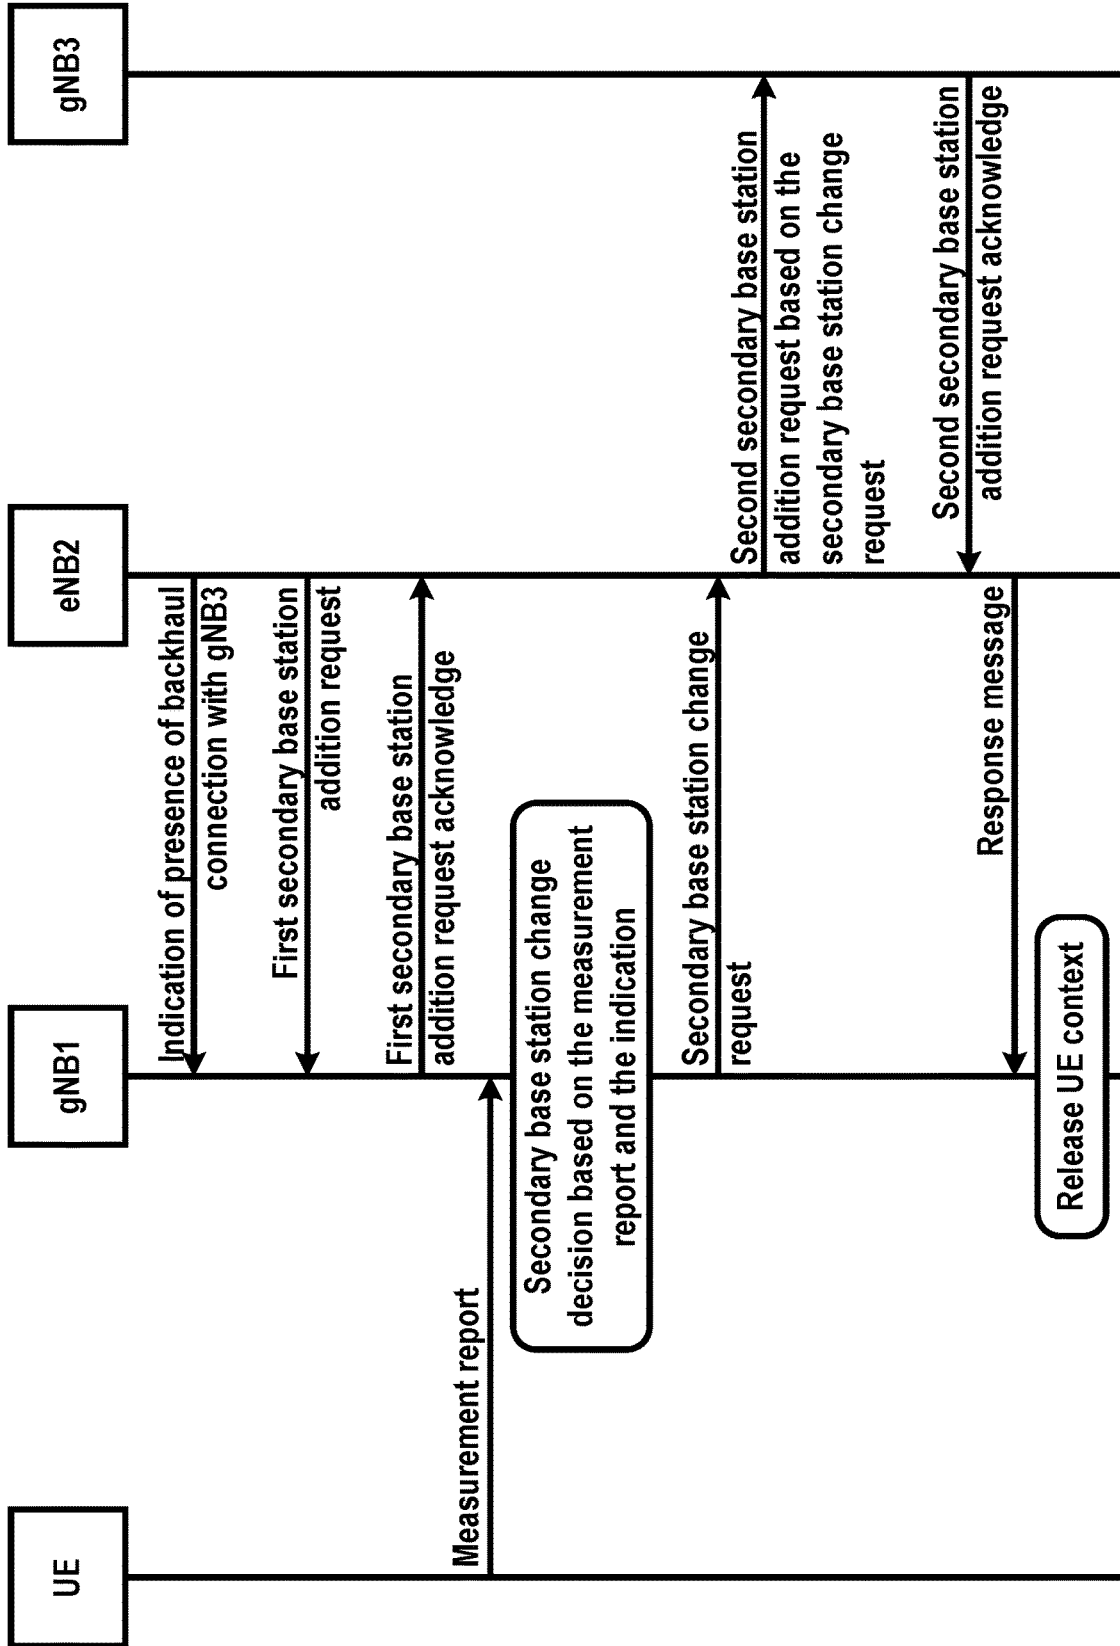 UE
gNB1
eNB2
gNB3
Indication of presence of backhaul
connection with gNB3
First secondary base station
addition request
First secondary base station
addition request acknowledge
Measurement report
Secondary base station change
decision based on the measurement
report and the indication
Secondary base station change
request
Second secondary base station
addition request based on the
secondary base station change
request
Second secondary base station
addition request acknowledge
Response message
Release UE context